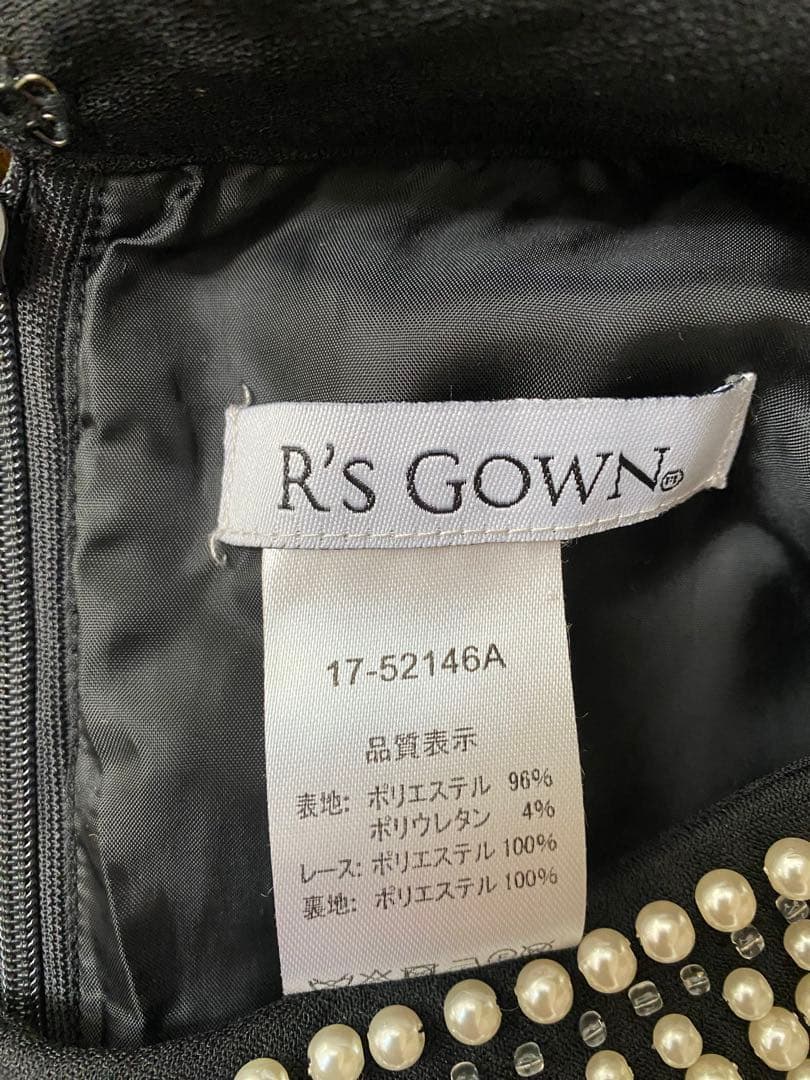 R's GOWN
17-52146A
品質表示
表地: ポリエステル 96%
ポリウレタン 4%
レース: ポリエステル 100%
裏地: ポリエステル 100%